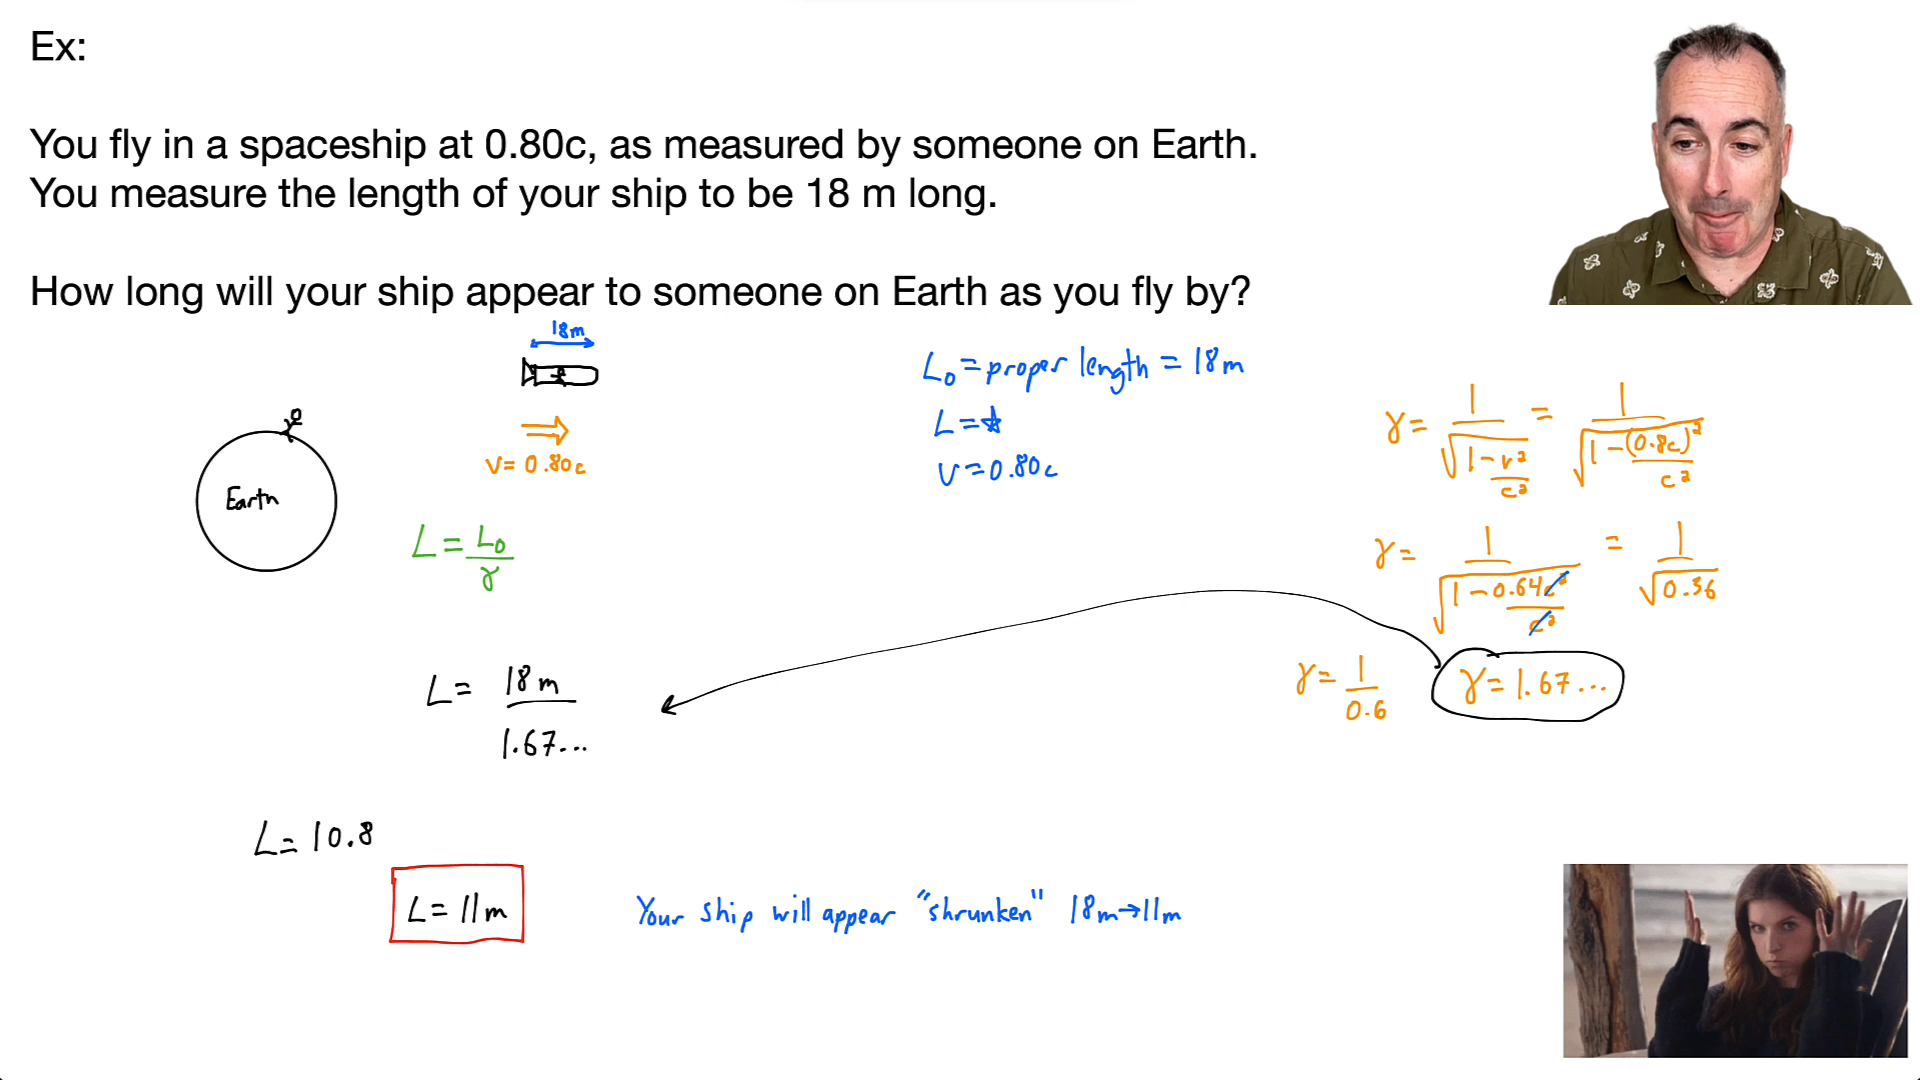 Ex:
You fly in a spaceship at 0.80c, as measured by someone on Earth.
You measure the length of your ship to be 18 m long.
How long will your ship appear to someone on Earth as you fly by?
18m
v= 0.80c
Earth
L₀ = proper length = 18m
L =
v = 0.80c
γ = 1/√(1 - v²/c²) = 1/√(1 - (0.8c)²/c²)
L = L₀/γ
γ = 1/√(1 - 0.64c²/c²) = 1/√0.36
γ = 1/0.6
γ = 1.67...
L = 18m/1.67...
L = 10.8
L = 11m
Your ship will appear "shrunken" 18m→11m